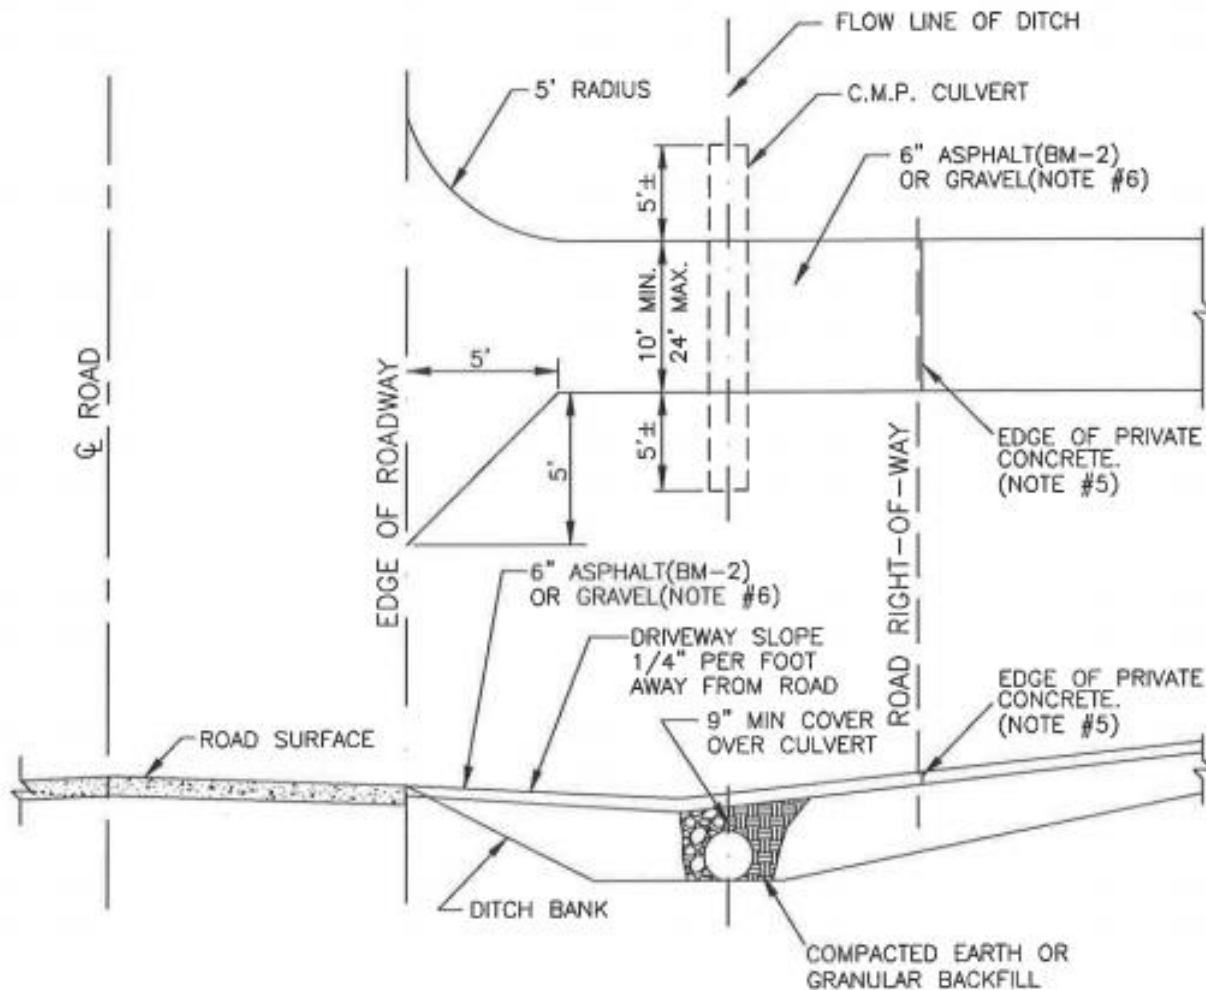 FLOW LINE OF DITCH
5' RADIUS
C.M.P. CULVERT
6" ASPHALT(BM-2)
OR GRAVEL(NOTE #6)
5'±
10' MIN.
24' MAX.
5'
℄ ROAD
EDGE OF ROADWAY
5'
5'±
EDGE OF PRIVATE
CONCRETE.
(NOTE #5)
ROAD RIGHT-OF-WAY
6" ASPHALT(BM-2)
OR GRAVEL(NOTE #6)
DRIVEWAY SLOPE
1/4" PER FOOT
AWAY FROM ROAD
EDGE OF PRIVATE
CONCRETE.
(NOTE #5)
9" MIN COVER
OVER CULVERT
ROAD SURFACE
DITCH BANK
COMPACTED EARTH OR
GRANULAR BACKFILL